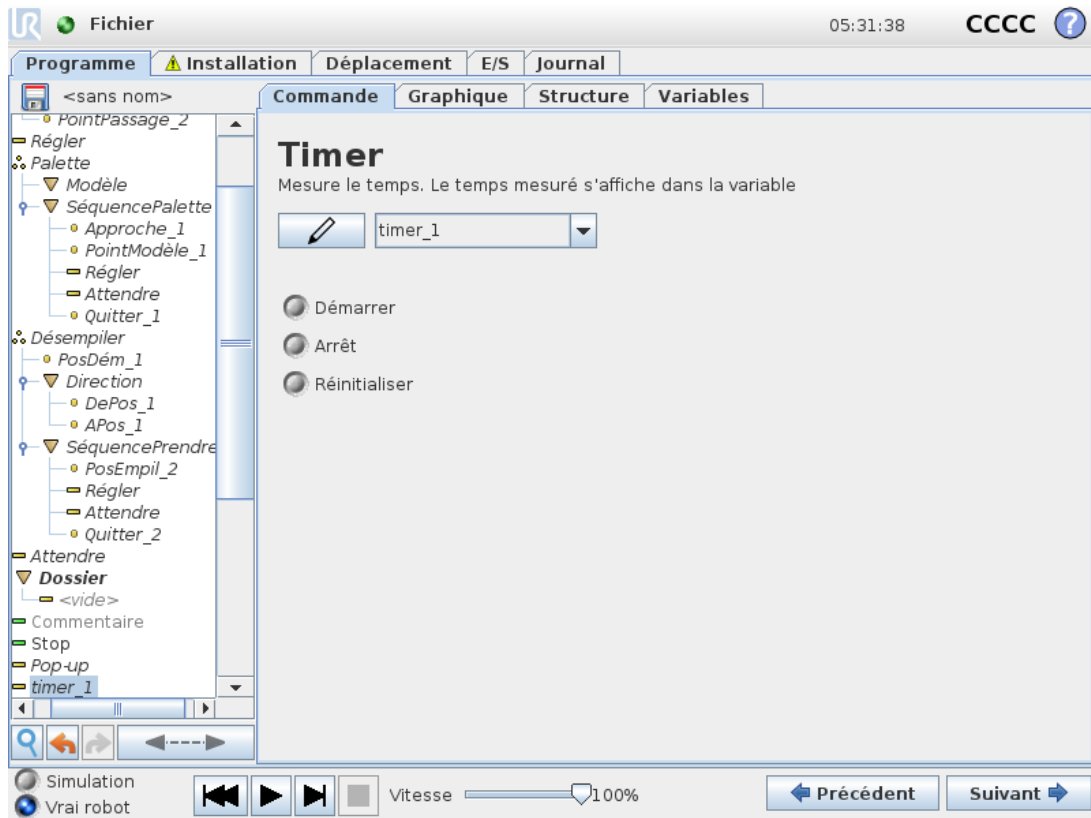 UR Fichier 05:31:38 CCCC ?
Programme Installation Déplacement E/S Journal
<sans nom> Commande Graphique Structure Variables
PointPassage_2
Régler
Palette
Modèle
SéquencePalette
Approche_1
PointModèle_1
Régler
Attendre
Quitter_1
Désempiler
PosDém_1
Direction
DePos_1
APos_1
SéquencePrendre
PosEmpil_2
Régler
Attendre
Quitter_2
Attendre
Dossier
<vide>
Commentaire
Stop
Pop-up
timer_1
Timer
Mesure le temps. Le temps mesuré s'affiche dans la variable
timer_1
Démarrer
Arrêt
Réinitialiser
Simulation
Vrai robot
Vitesse 100%
Précédent Suivant